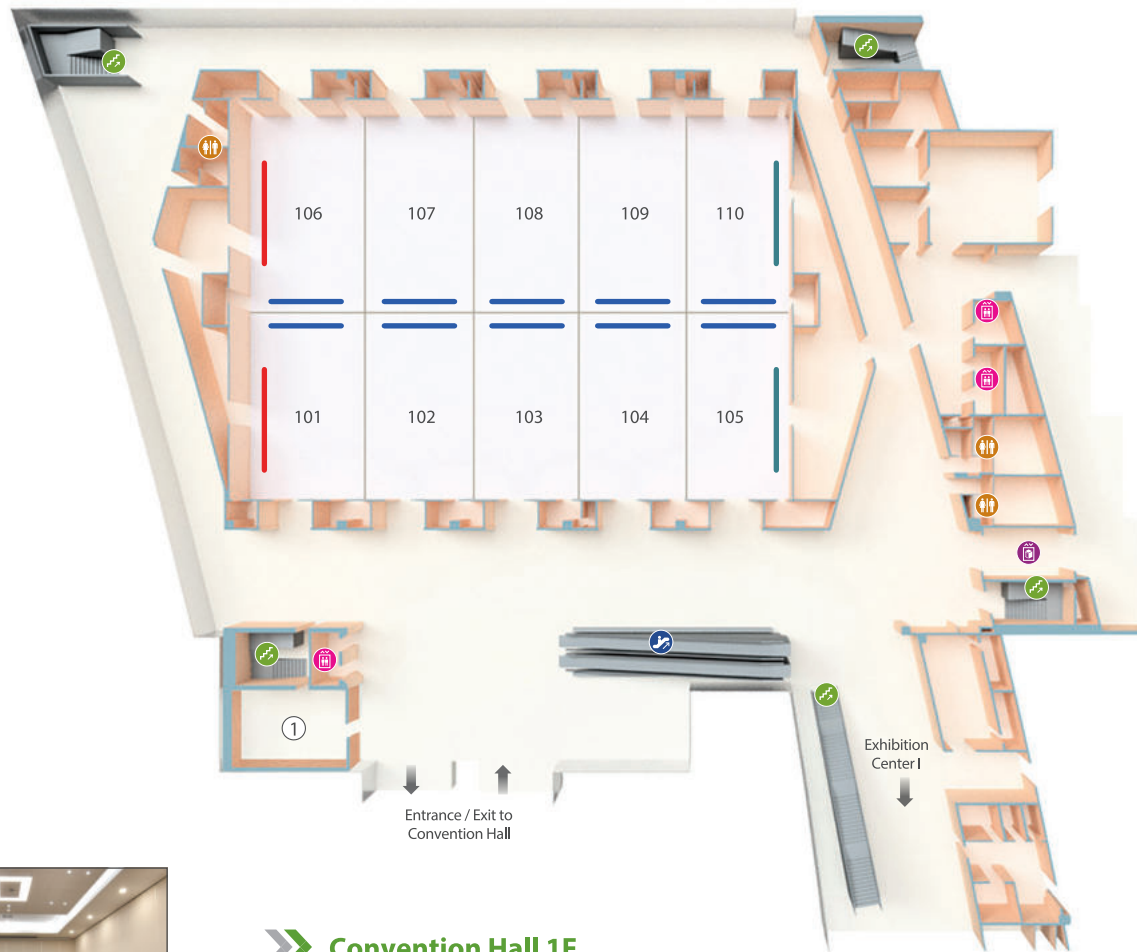 106
107
108
109
110
101
102
103
104
105
1
Exhibition
Center I
Entrance / Exit to
Convention Hall
Convention Hall 1F